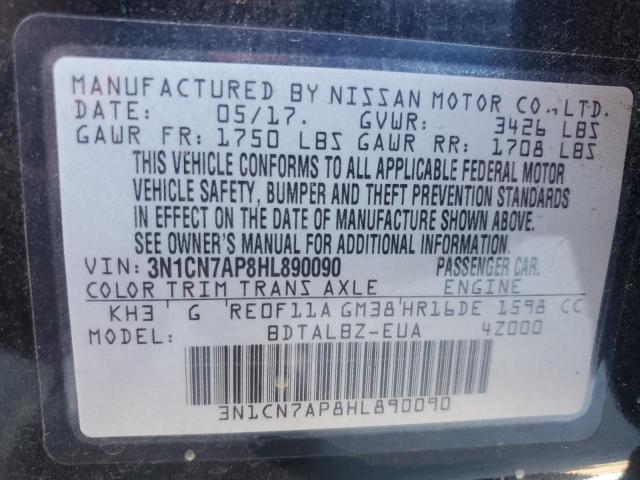 MANUFACTURED BY NISSAN MOTOR CO., LTD.
DATE: 05/17. GVWR: 3426 LBS
GAWR FR: 1750 LBS GAWR RR: 1708 LBS
THIS VEHICLE CONFORMS TO ALL APPLICABLE FEDERAL MOTOR
VEHICLE SAFETY, BUMPER AND THEFT PREVENTION STANDARDS
IN EFFECT ON THE DATE OF MANUFACTURE SHOWN ABOVE.
SEE OWNER'S MANUAL FOR ADDITIONAL INFORMATION.
VIN: 3N1CN7AP8HL890090 PASSENGER CAR.
COLOR TRIM TRANS AXLE ENGINE
KH3 G RE0F11A GM38 HR16DE 1598 CC
MODEL: BDTALBZ-EUA 4Z000
3N1CN7AP8HL890090